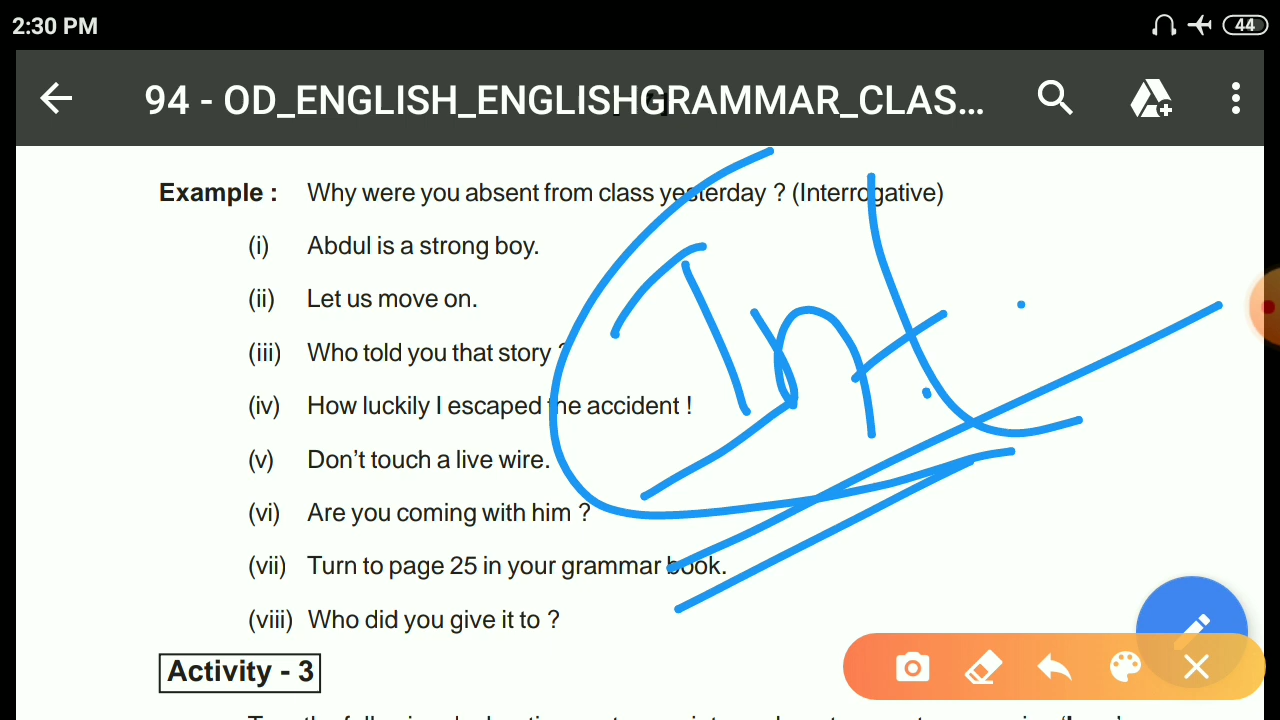 2:30 PM
44
94 - OD_ENGLISH_ENGLISHGRAMMAR_CLAS...
Example : Why were you absent from class yesterday ? (Interrogative)
(i) Abdul is a strong boy.
(ii) Let us move on.
(iii) Who told you that story ?
(iv) How luckily I escaped the accident !
(v) Don't touch a live wire.
(vi) Are you coming with him ?
(vii) Turn to page 25 in your grammar book.
(viii) Who did you give it to ?
Int.
Activity - 3